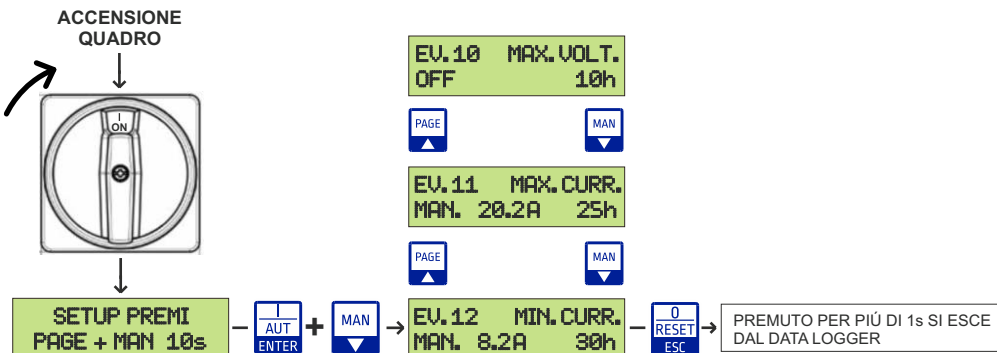 ACCENSIONE
QUADRO
I
ON
SETUP PREMI
PAGE + MAN 10s
I
AUT
ENTER
+
MAN
EV.10 MAX.VOLT.
OFF 10h
PAGE
MAN
EV.11 MAX.CURR.
MAN. 20.2A 25h
PAGE
MAN
EV.12 MIN.CURR.
MAN. 8.2A 30h
0
RESET
ESC
PREMUTO PER PIÚ DI 1s SI ESCE
DAL DATA LOGGER